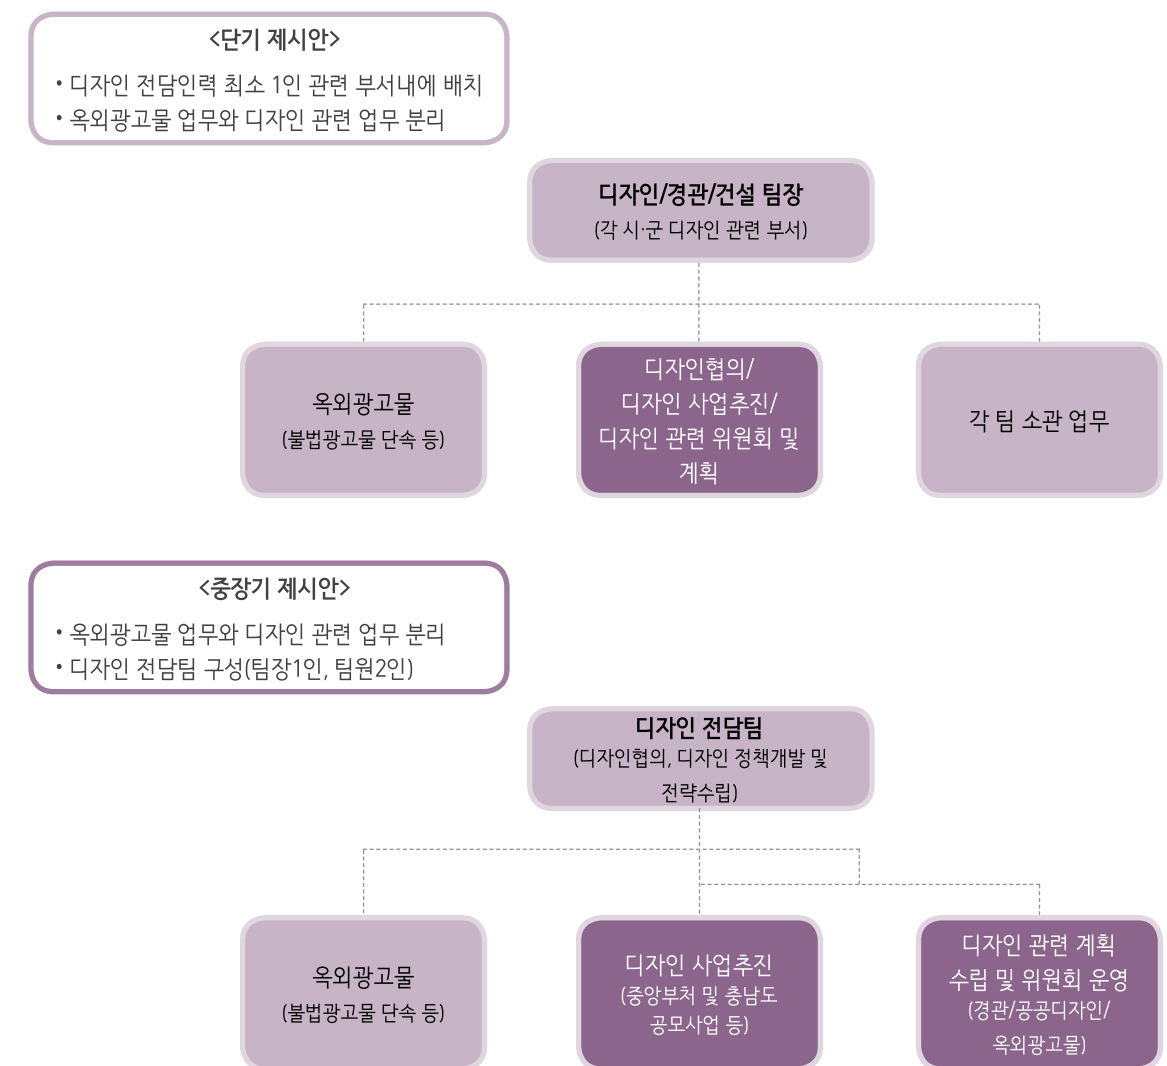 <단기 제시안>
• 디자인 전담인력 최소 1인 관련 부서내에 배치
• 옥외광고물 업무와 디자인 관련 업무 분리
디자인/경관/건설 팀장
(각 시·군 디자인 관련 부서)
옥외광고물
(불법광고물 단속 등)
디자인협의/
디자인 사업추진/
디자인 관련 위원회 및
계획
각 팀 소관 업무
<중장기 제시안>
• 옥외광고물 업무와 디자인 관련 업무 분리
• 디자인 전담팀 구성(팀장1인, 팀원2인)
디자인 전담팀
(디자인협의, 디자인 정책개발 및
전략수립)
옥외광고물
(불법광고물 단속 등)
디자인 사업추진
(중앙부처 및 충남도
공모사업 등)
디자인 관련 계획
수립 및 위원회 운영
(경관/공공디자인/
옥외광고물)